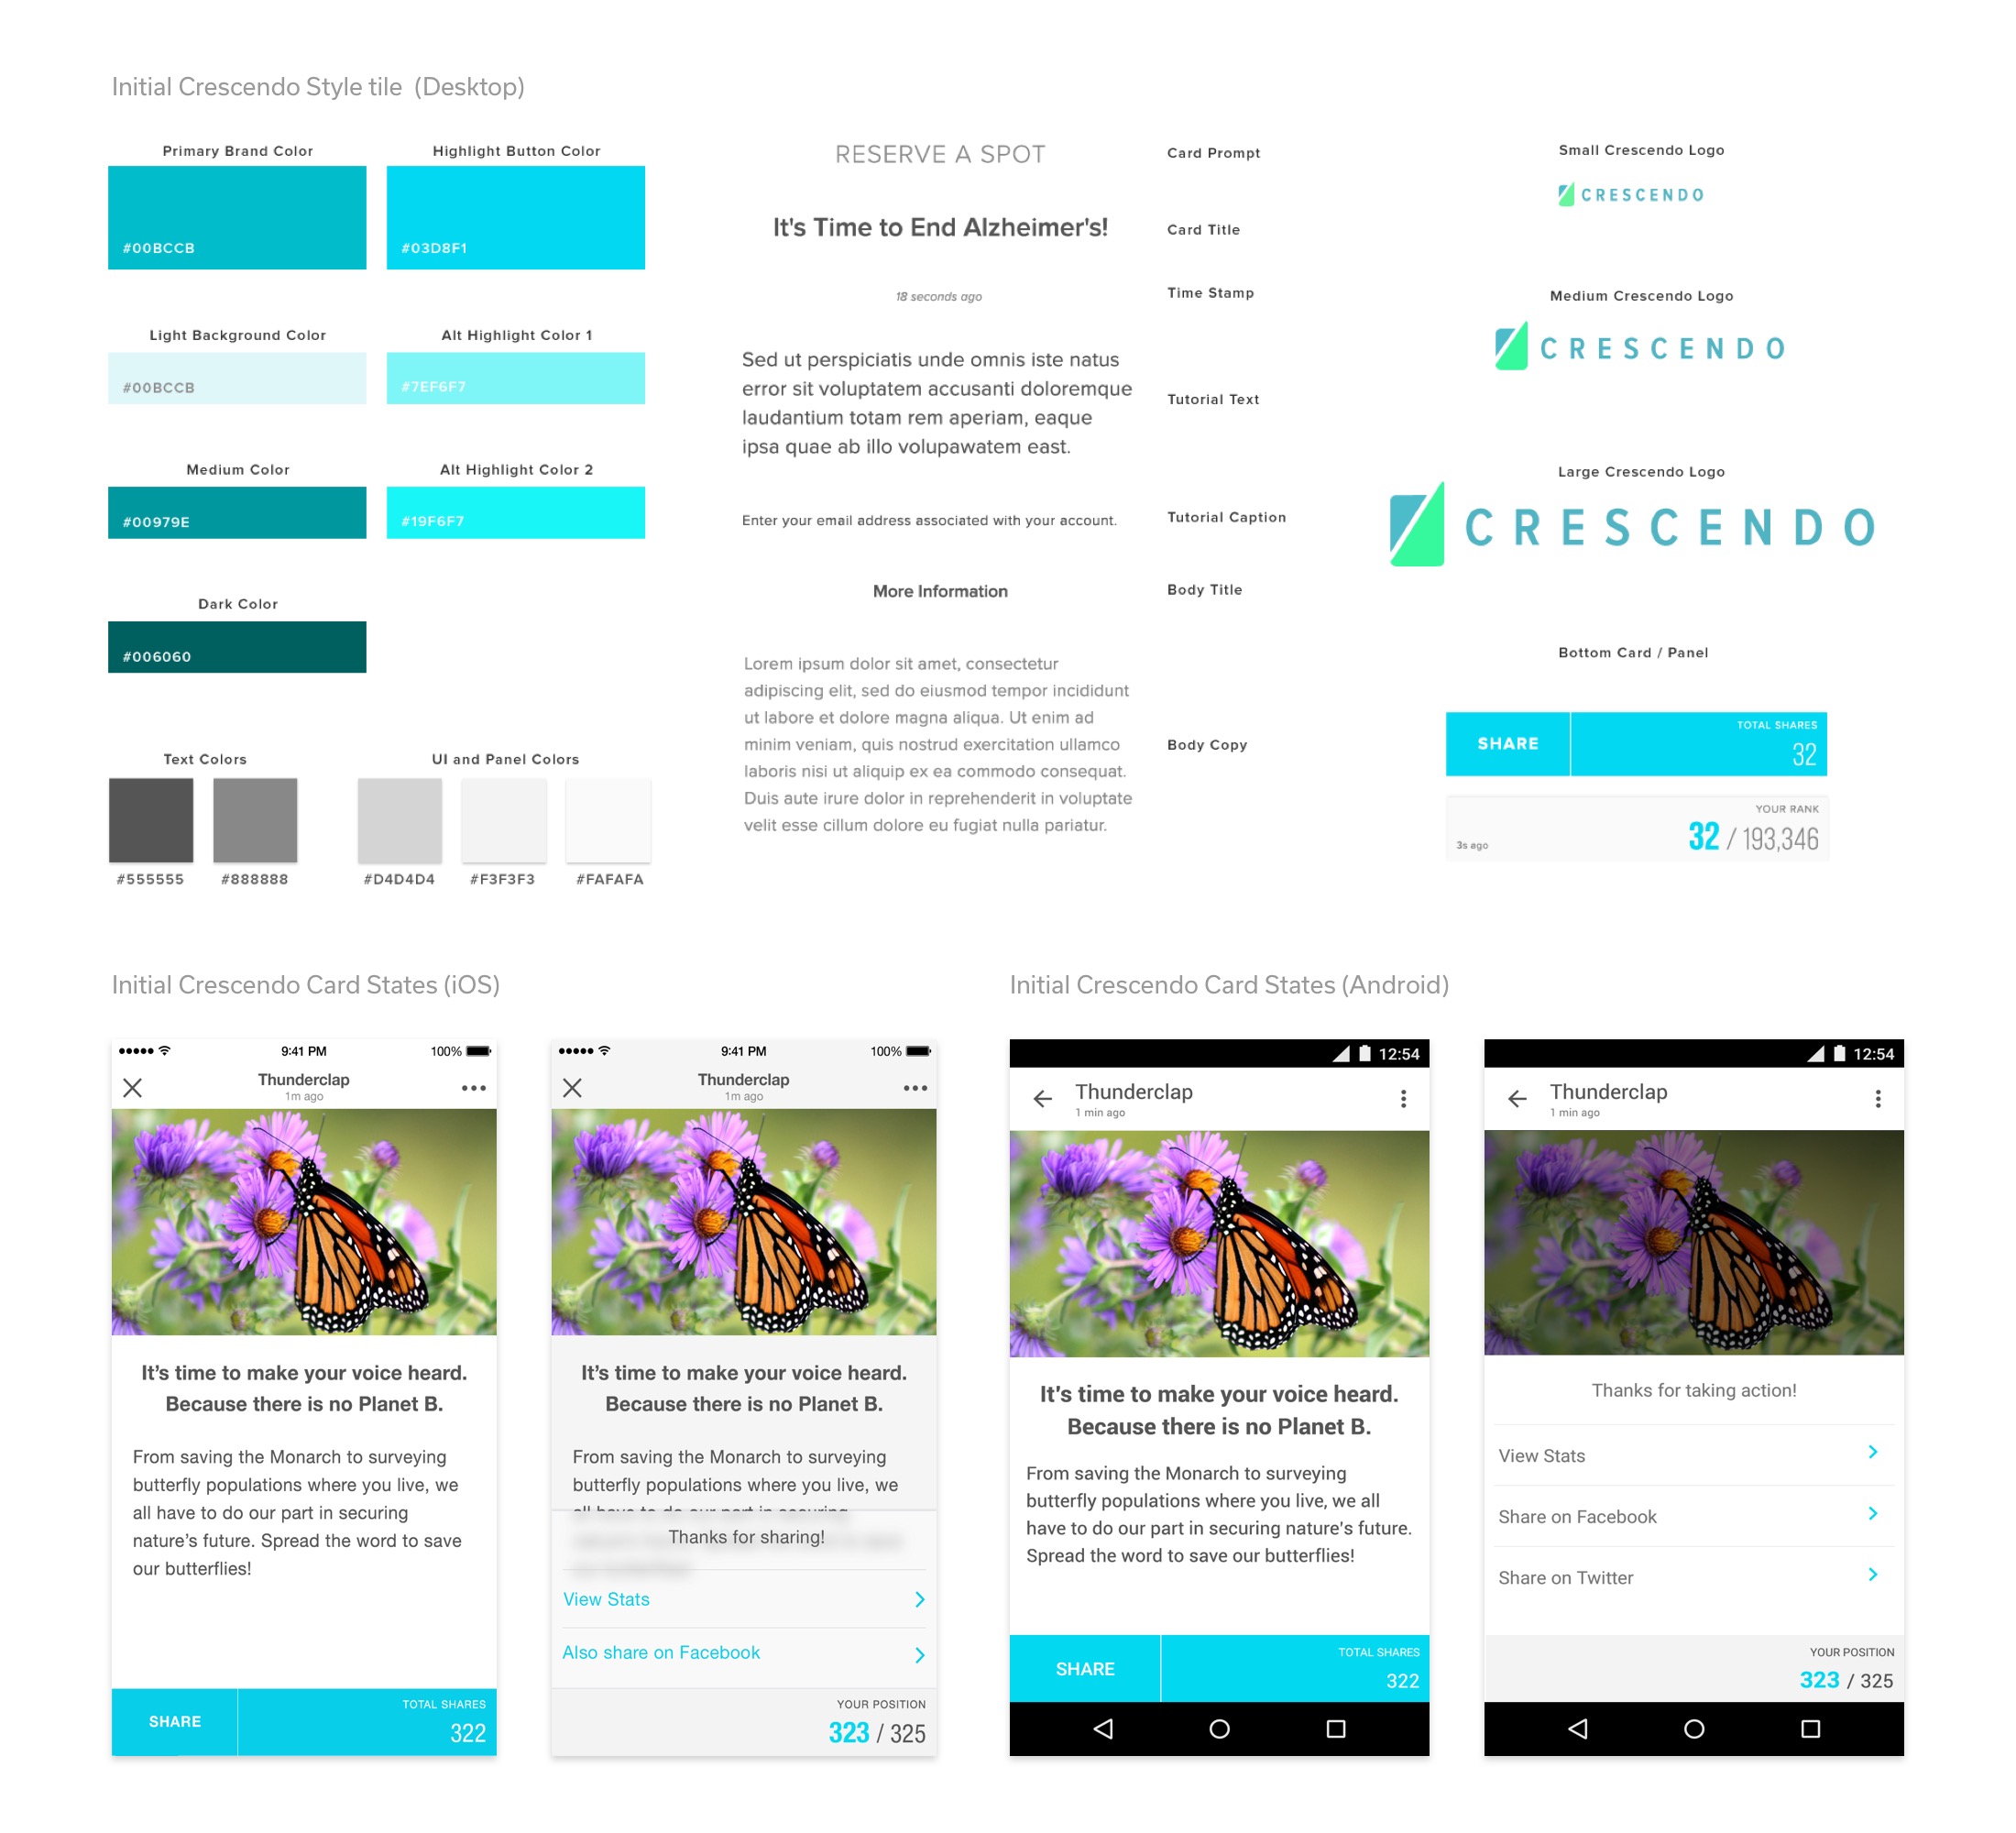 Initial Crescendo Style tile (Desktop)
Primary Brand Color
#00BCCB
Highlight Button Color
#03D8F1
Light Background Color
#00BCCB
Alt Highlight Color 1
#7EF6F7
Medium Color
#00979E
Alt Highlight Color 2
#19F6F7
Dark Color
#006060
Text Colors
#555555
#888888
UI and Panel Colors
#D4D4D4
#F3F3F3
#FAFAFA
RESERVE A SPOT
Card Prompt
It's Time to End Alzheimer's!
Card Title
18 seconds ago
Time Stamp
Sed ut perspiciatis unde omnis iste natus
error sit voluptatem accusanti doloremque
laudantium totam rem aperiam, eaque
ipsa quae ab illo volupawatem east.
Tutorial Text
Enter your email address associated with your account.
Tutorial Caption
More Information
Body Title
Lorem ipsum dolor sit amet, consectetur
adipiscing elit, sed do eiusmod tempor incididunt
ut labore et dolore magna aliqua. Ut enim ad
minim veniam, quis nostrud exercitation ullamco
laboris nisi ut aliquip ex ea commodo consequat.
Duis aute irure dolor in reprehenderit in voluptate
velit esse cillum dolore eu fugiat nulla pariatur.
Body Copy
Small Crescendo Logo
CRESCENDO
Medium Crescendo Logo
CRESCENDO
Large Crescendo Logo
CRESCENDO
Bottom Card / Panel
SHARE
TOTAL SHARES
32
YOUR RANK
3s ago
32 / 193,346
Initial Crescendo Card States (iOS)
9:41 PM
100%
Thunderclap
1m ago
It's time to make your voice heard.
Because there is no Planet B.
From saving the Monarch to surveying
butterfly populations where you live, we
all have to do our part in securing
nature's future. Spread the word to save
our butterflies!
SHARE
TOTAL SHARES
322
9:41 PM
100%
Thunderclap
1m ago
It's time to make your voice heard.
Because there is no Planet B.
From saving the Monarch to surveying
butterfly populations where you live, we
all have to do our part in securing
Thanks for sharing!
View Stats
Also share on Facebook
YOUR POSITION
323 / 325
Initial Crescendo Card States (Android)
12:54
Thunderclap
1 min ago
It's time to make your voice heard.
Because there is no Planet B.
From saving the Monarch to surveying
butterfly populations where you live, we all
have to do our part in securing nature's future.
Spread the word to save our butterflies!
SHARE
TOTAL SHARES
322
12:54
Thunderclap
1 min ago
Thanks for taking action!
View Stats
Share on Facebook
Share on Twitter
YOUR POSITION
323 / 325